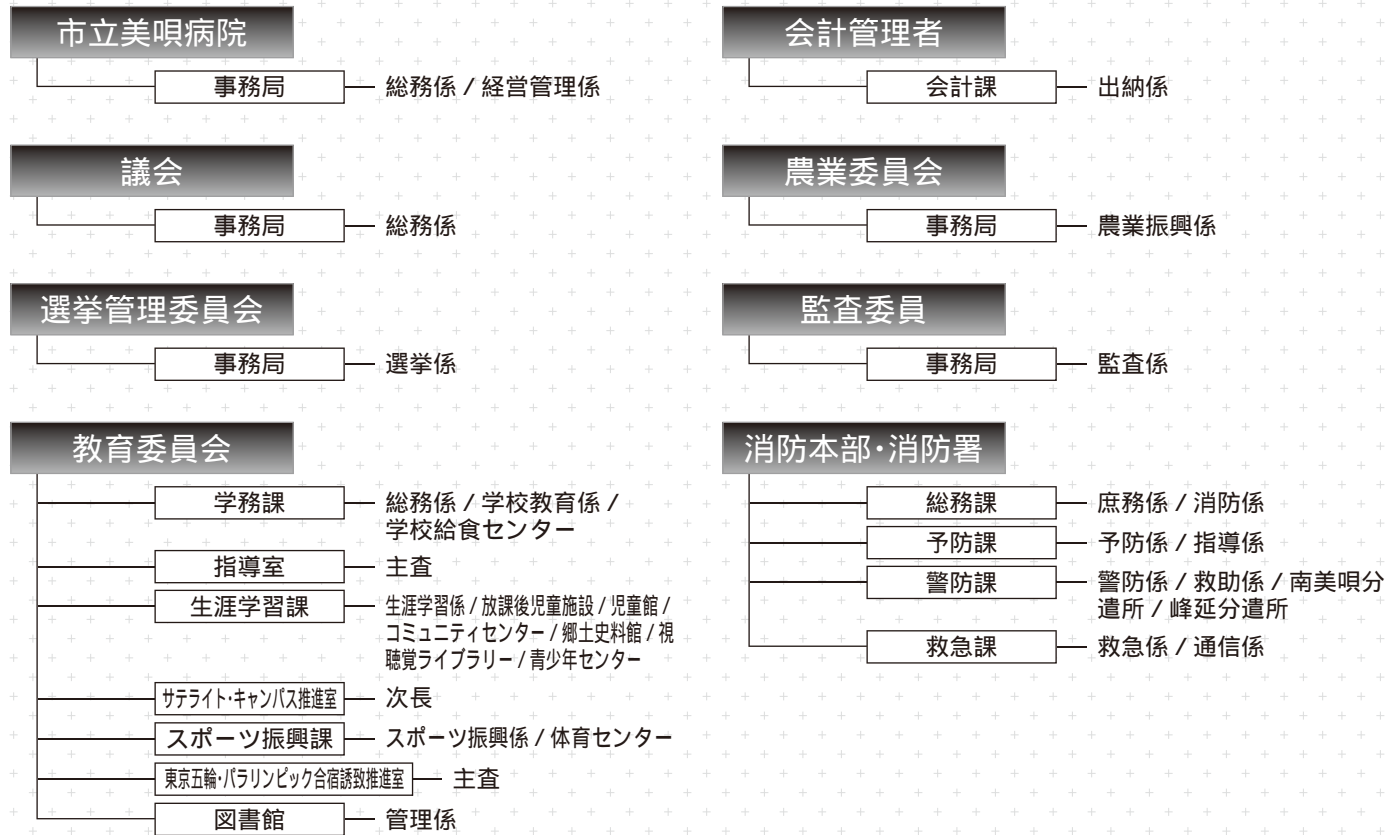 市立美唄病院
事務局
総務係 / 経営管理係
議会
事務局
総務係
選挙管理委員会
事務局
選挙係
教育委員会
学務課
総務係 / 学校教育係 /
学校給食センター
指導室
主査
生涯学習課
生涯学習係 / 放課後児童施設 / 児童館 /
コミュニティセンター / 郷土史料館 / 視
聴覚ライブラリー / 青少年センター
サテライト・キャンパス推進室
次長
スポーツ振興課
スポーツ振興係 / 体育センター
東京五輪・パラリンピック合宿誘致推進室
主査
図書館
管理係
会計管理者
会計課
出納係
農業委員会
事務局
農業振興係
監査委員
事務局
監査係
消防本部・消防署
総務課
庶務係 / 消防係
予防課
予防係 / 指導係
警防課
警防係 / 救助係 / 南美唄分
遣所 / 峰延分遣所
救急課
救急係 / 通信係